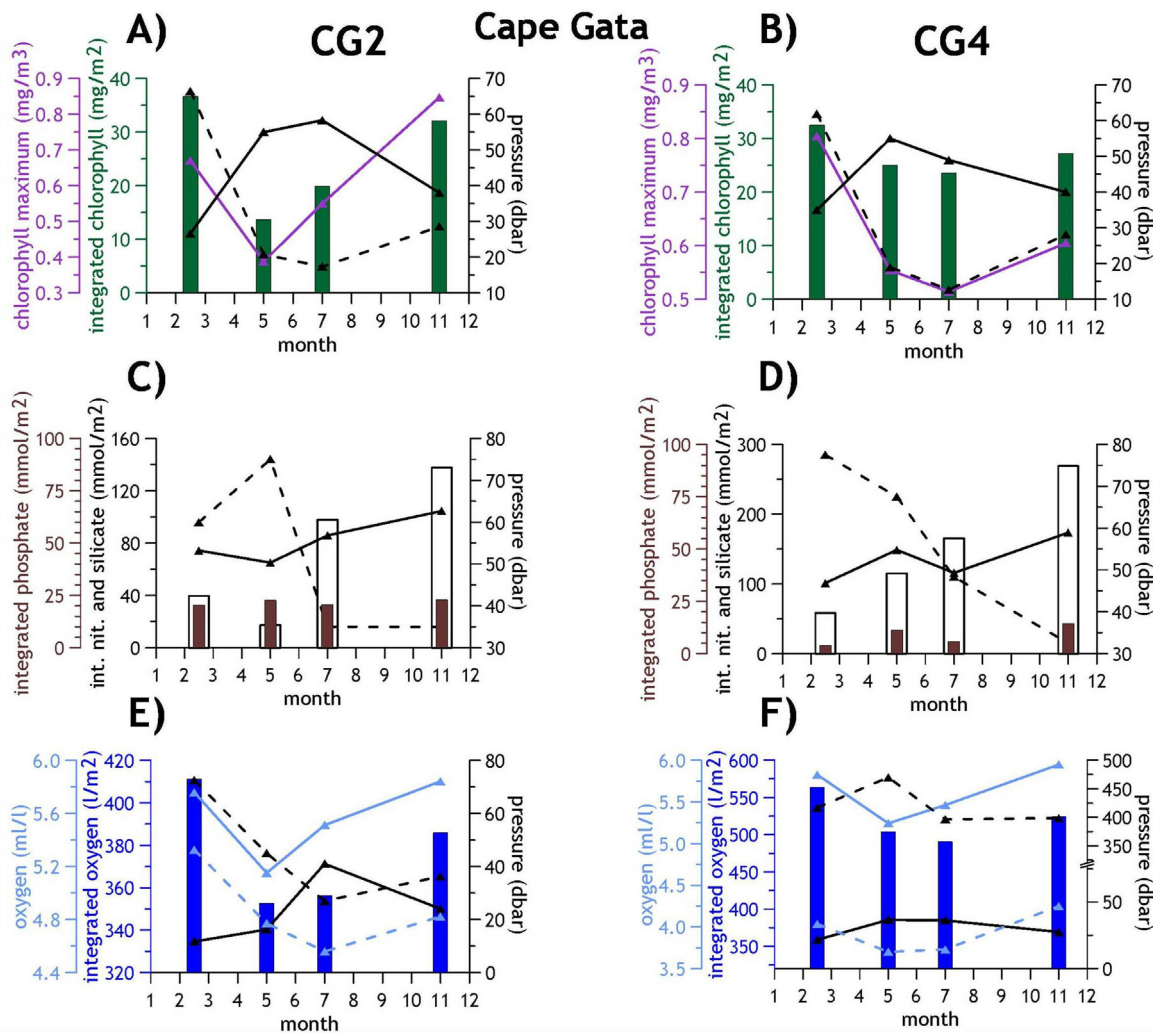 Cape Gata
A)
CG2
chlorophyll maximum (mg/m3)
integrated chlorophyll (mg/m2)
pressure (dbar)
0.9
0.8
0.7
0.6
0.5
0.4
0.3
40
30
20
10
0
70
60
50
40
30
20
10
1 2 3 4 5 6 7 8 9 10 11 12
month
B)
CG4
chlorophyll maximum (mg/m3)
integrated chlorophyll (mg/m2)
pressure (dbar)
0.9
0.8
0.7
0.6
0.5
40
30
20
10
0
70
60
50
40
30
20
10
1 2 3 4 5 6 7 8 9 10 11 12
month
C)
integrated phosphate (mmol/m2)
int. nit. and silicate (mmol/m2)
pressure (dbar)
100
75
50
25
0
160
120
80
40
0
80
70
60
50
40
30
1 2 3 4 5 6 7 8 9 10 11 12
month
D)
integrated phosphate (mmol/m2)
int. nit. and silicate (mmol/m2)
pressure (dbar)
100
75
50
25
0
300
200
100
0
80
70
60
50
40
30
1 2 3 4 5 6 7 8 9 10 11 12
month
E)
oxygen (ml/l)
integrated oxygen (l/m2)
pressure (dbar)
6.0
5.6
5.2
4.8
4.4
420
400
380
360
340
320
80
60
40
20
0
1 2 3 4 5 6 7 8 9 10 11 12
month
F)
oxygen (ml/l)
integrated oxygen (l/m2)
pressure (dbar)
6.0
5.5
5.0
4.5
4.0
3.5
600
550
500
450
400
350
500
450
400
350
50
0
1 2 3 4 5 6 7 8 9 10 11 12
month